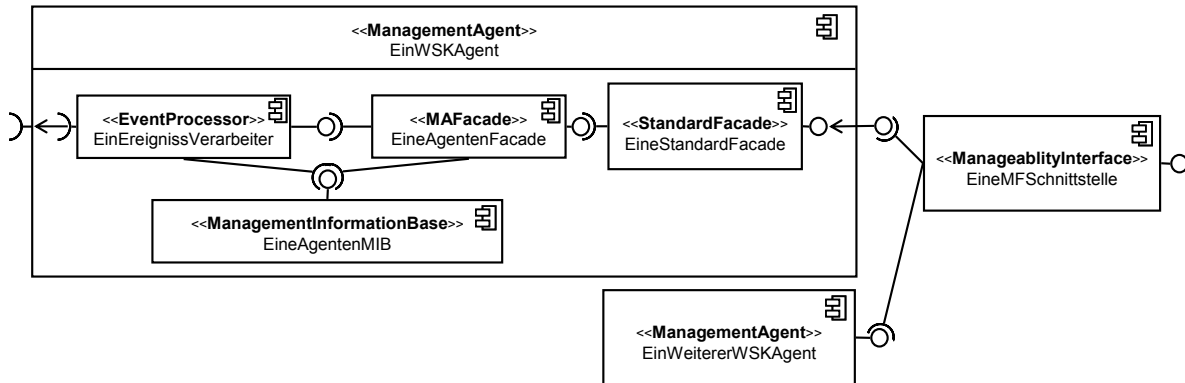 <<ManagementAgent>>
EinWSKAgent
<<EventProcessor>>
EinEreignissVerarbeiter
<<MAFacade>>
EineAgentenFacade
<<StandardFacade>>
EineStandardFacade
<<ManageablityInterface>>
EineMFSchnittstelle
<<ManagementInformationBase>>
EineAgentenMIB
<<ManagementAgent>>
EinWeitererWSKAgent